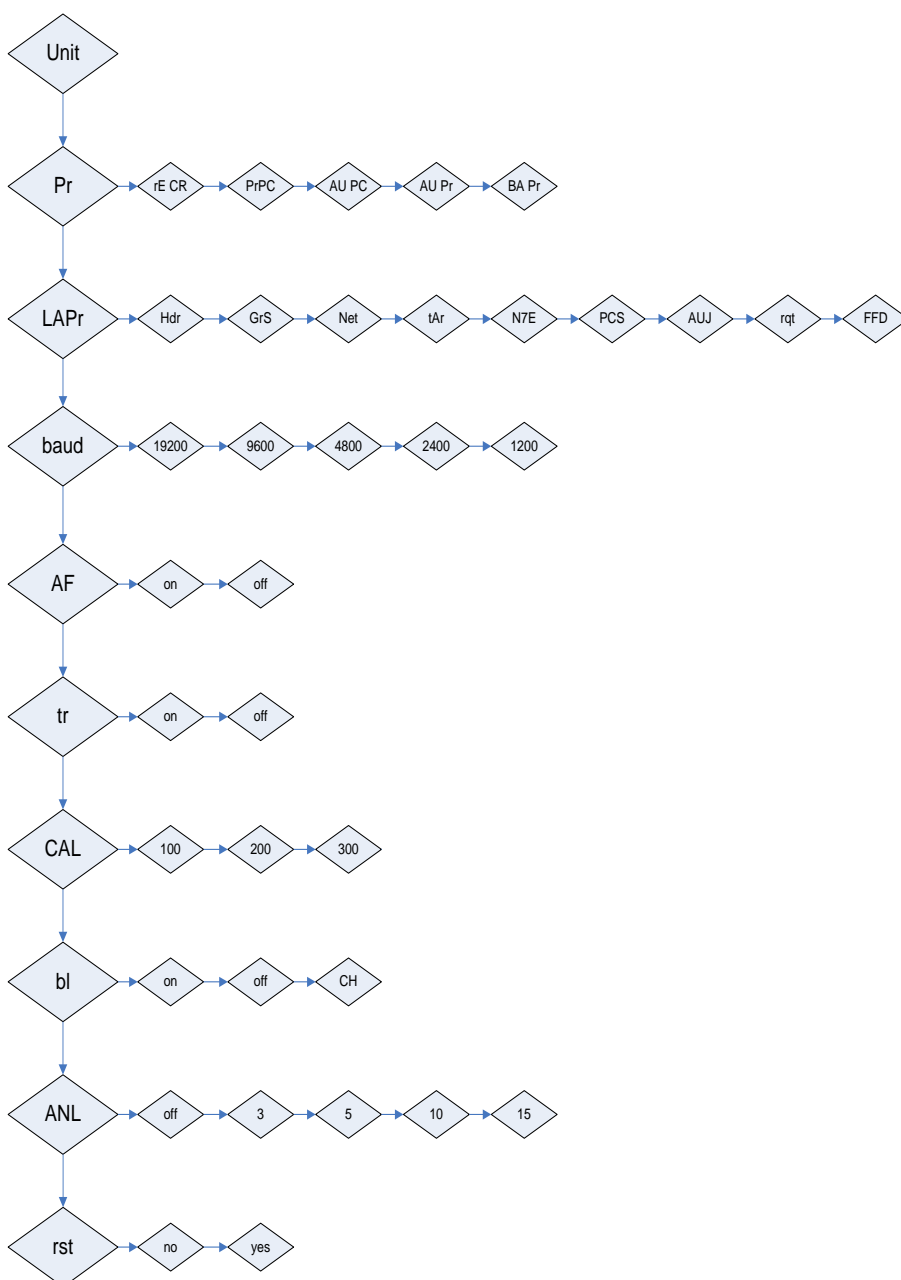 Unit
Pr rE CR PrPC AU PC AU Pr BA Pr
LAPr Hdr GrS Net tAr N7E PCS AUJ rqt FFD
baud 19200 9600 4800 2400 1200
AF on off
tr on off
CAL 100 200 300
bl on off CH
ANL off 3 5 10 15
rst no yes